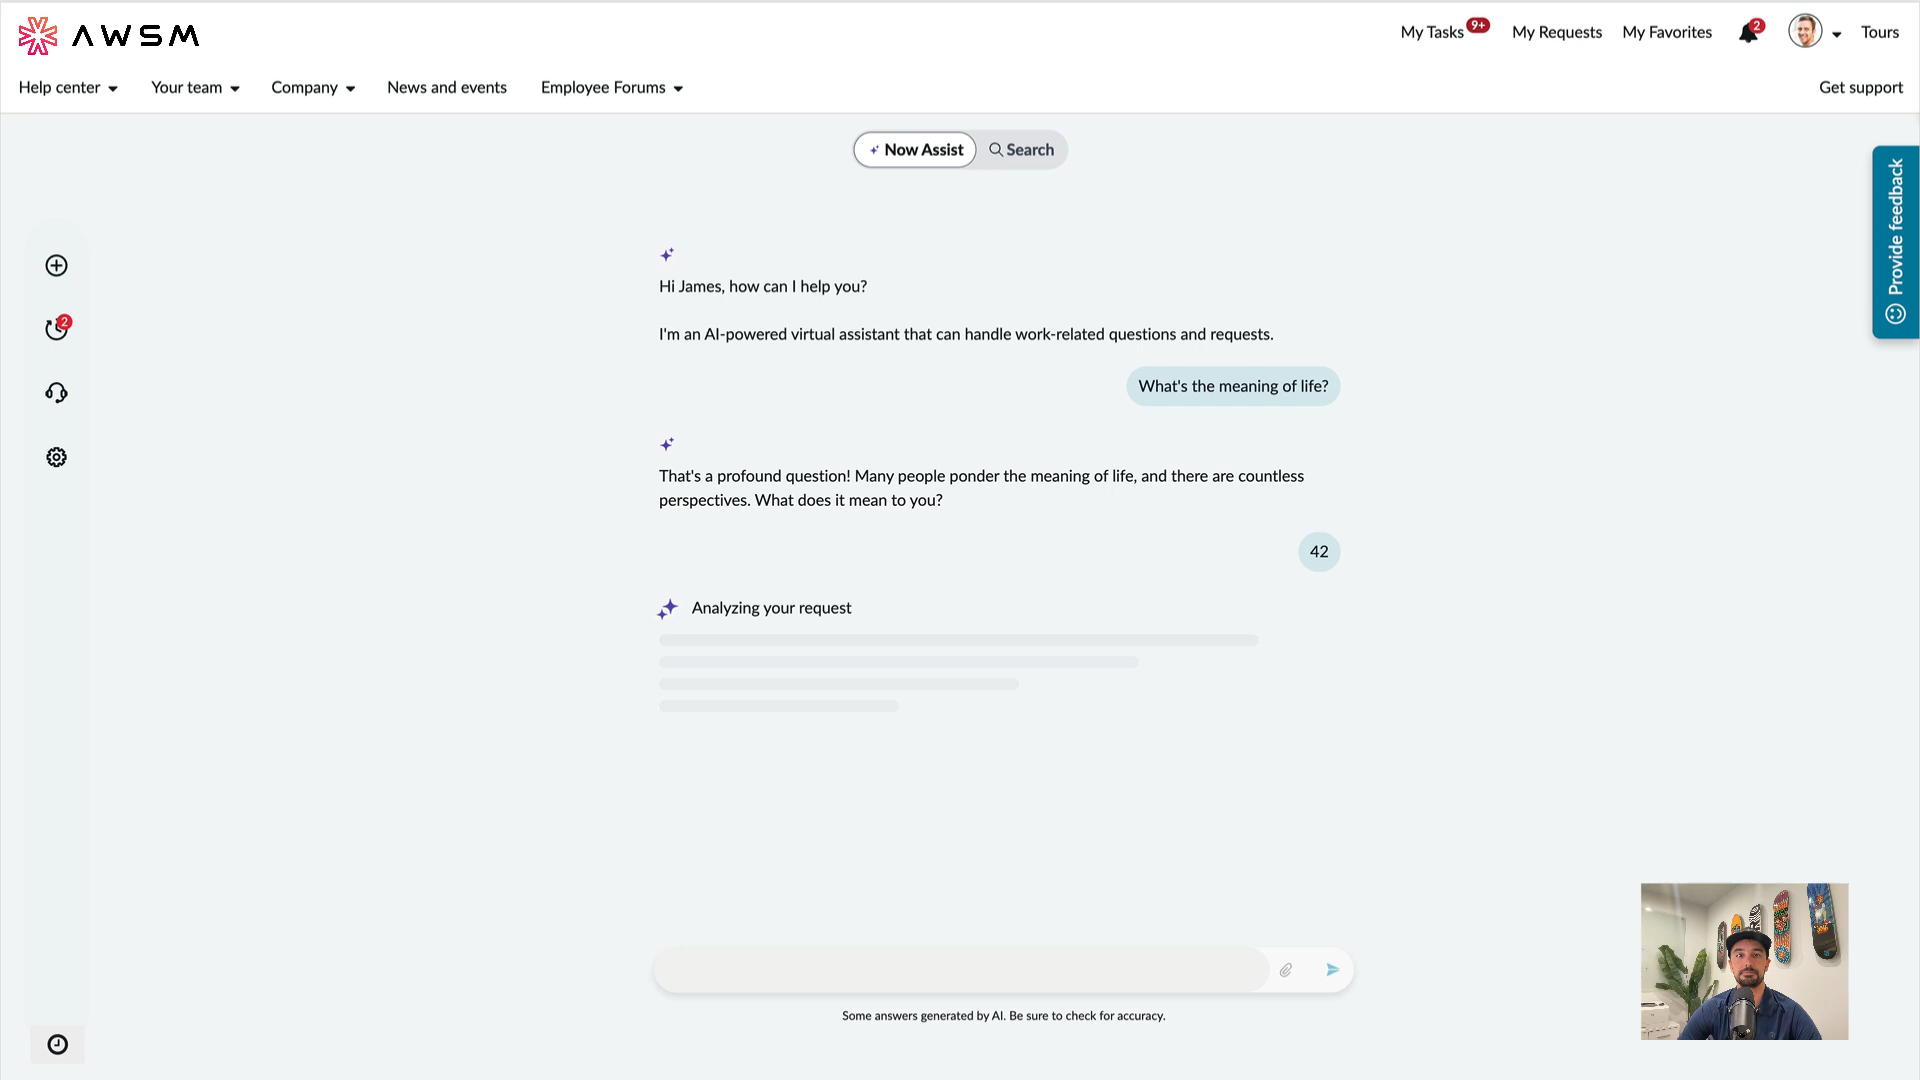 AWSM
My Tasks 9+ My Requests My Favorites 2 Tours
Help center Your team Company News and events Employee Forums Get support
Now Assist Search
Provide feedback
Hi James, how can I help you?
I'm an AI-powered virtual assistant that can handle work-related questions and requests.
2
What's the meaning of life?
That's a profound question! Many people ponder the meaning of life, and there are countless
perspectives. What does it mean to you?
42
Analyzing your request
Some answers generated by AI. Be sure to check for accuracy.